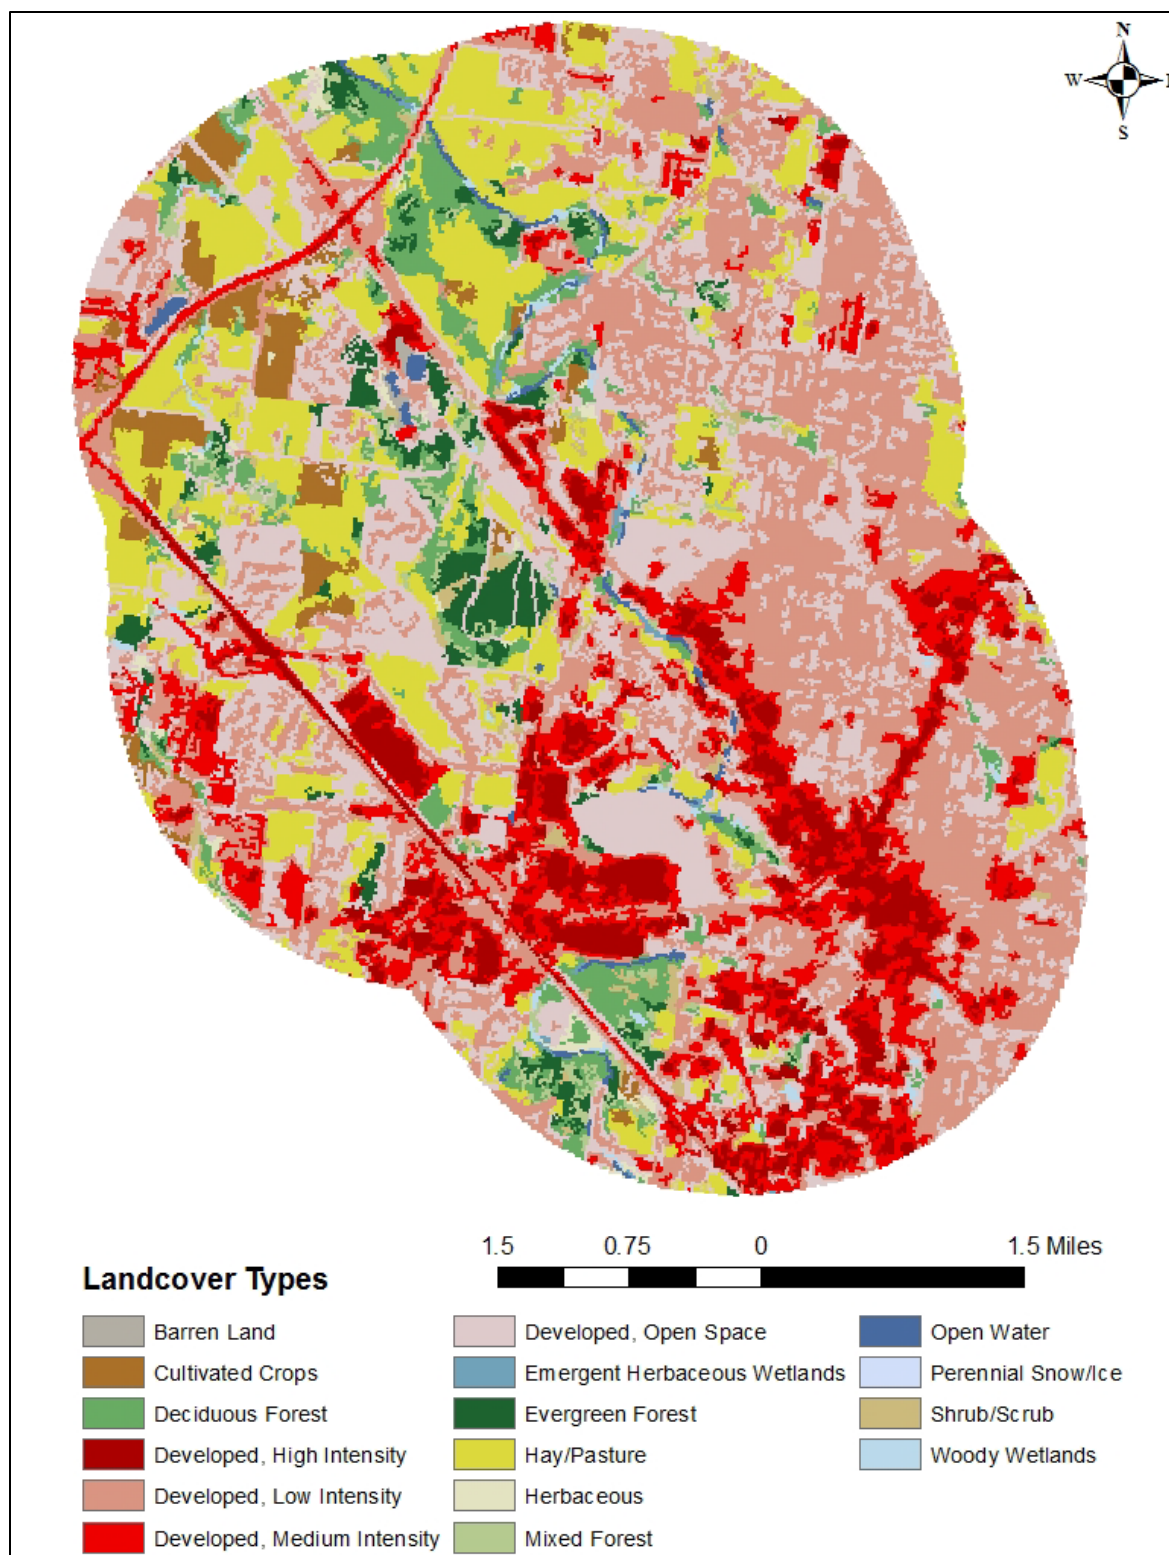 N
W
S
1.5 0.75 0 1.5 Miles
Landcover Types
Barren Land
Cultivated Crops
Deciduous Forest
Developed, High Intensity
Developed, Low Intensity
Developed, Medium Intensity
Developed, Open Space
Emergent Herbaceous Wetlands
Evergreen Forest
Hay/Pasture
Herbaceous
Mixed Forest
Open Water
Perennial Snow/Ice
Shrub/Scrub
Woody Wetlands